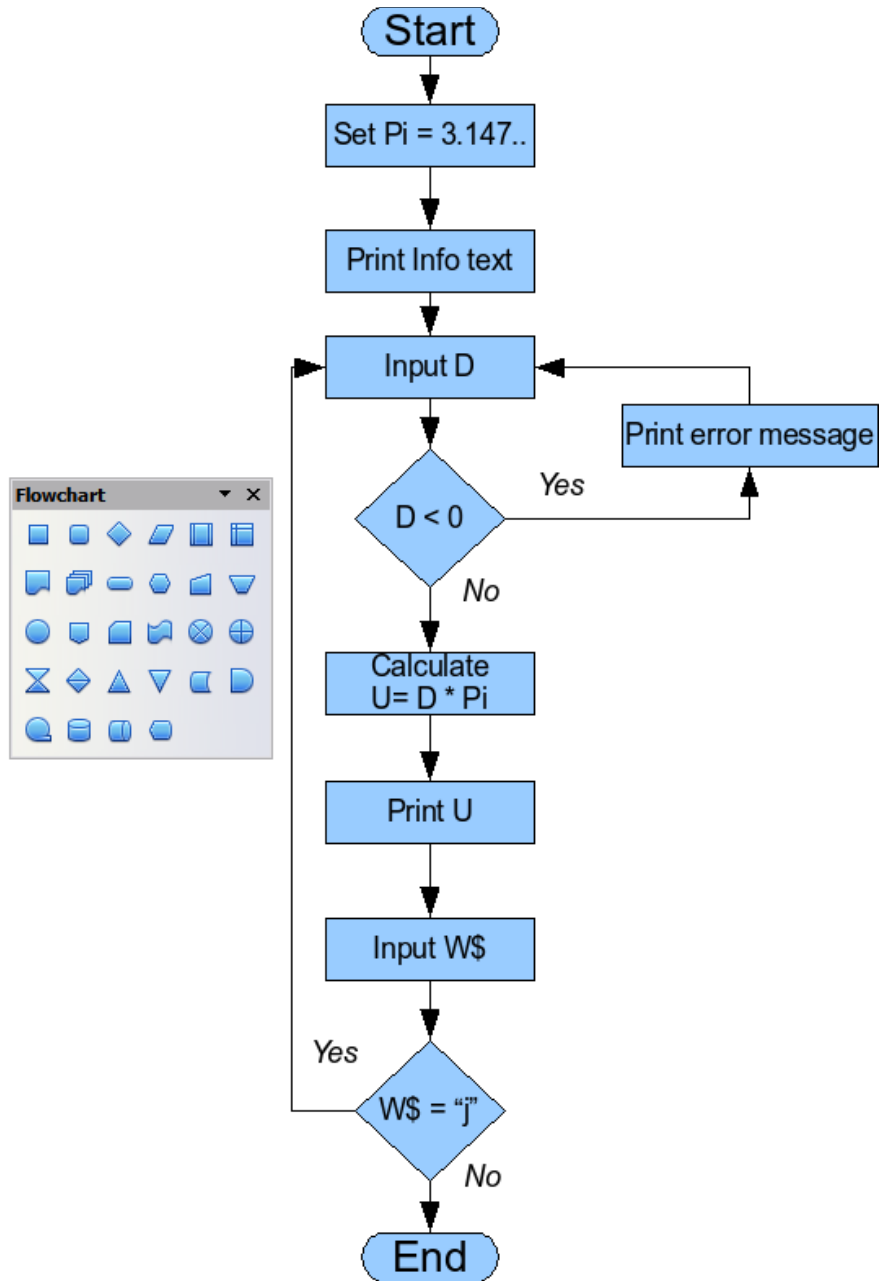 Start
Set Pi = 3.147..
Print Info text
Input D
Print error message
Flowchart
Yes
D < 0
No
Calculate
U= D * Pi
Print U
Input W$
Yes
W$ = “j”
No
End